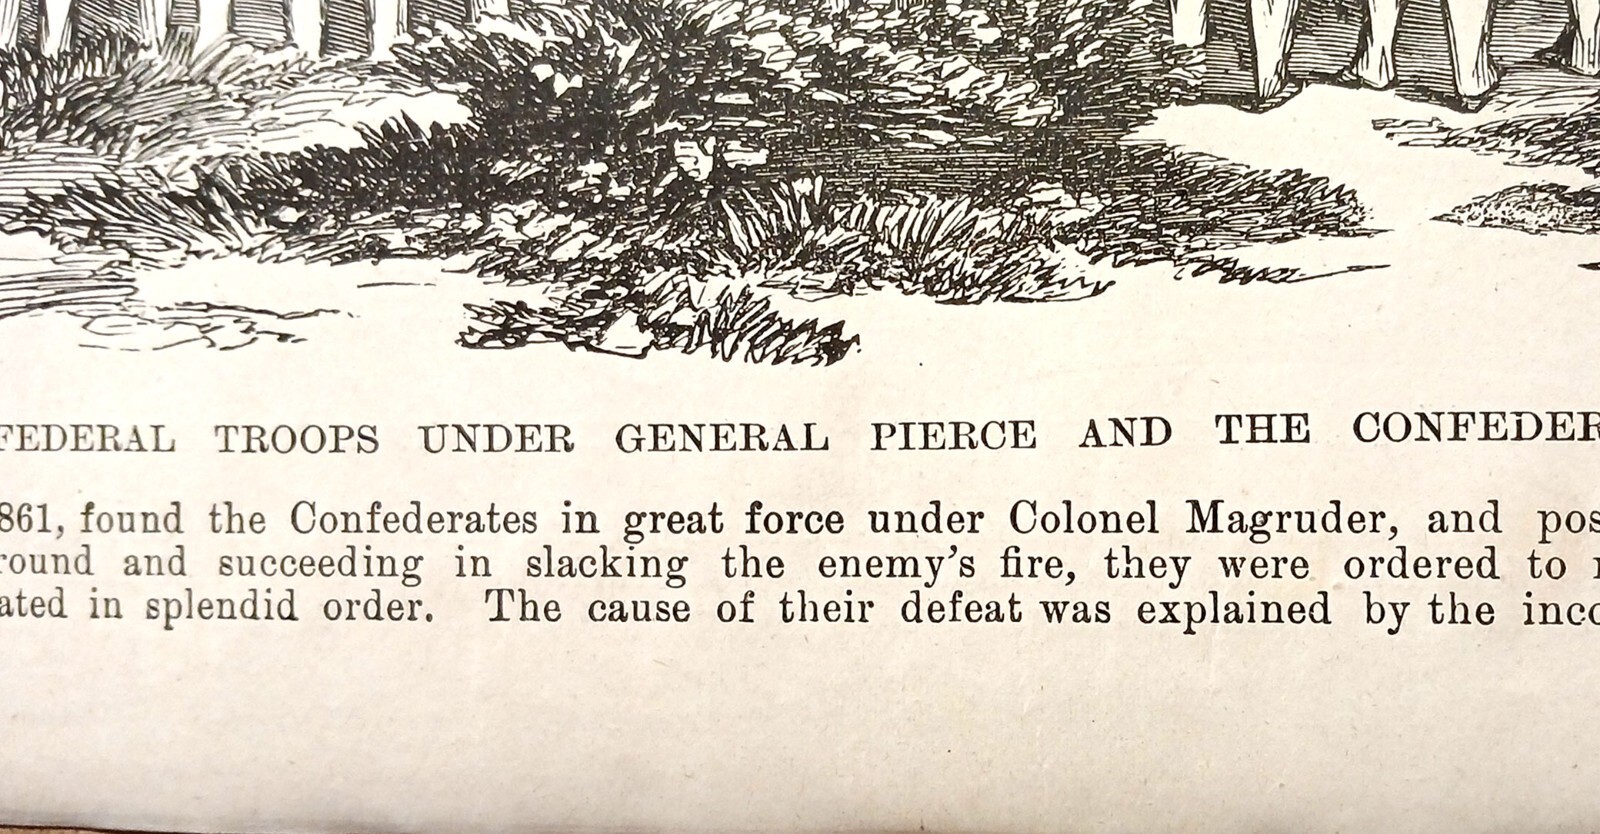 FEDERAL TROOPS UNDER GENERAL PIERCE AND THE CONFEDER
861, found the Confederates in great force under Colonel Magruder, and pos
round and succeeding in slacking the enemy's fire, they were ordered to
ated in splendid order. The cause of their defeat was explained by the inco